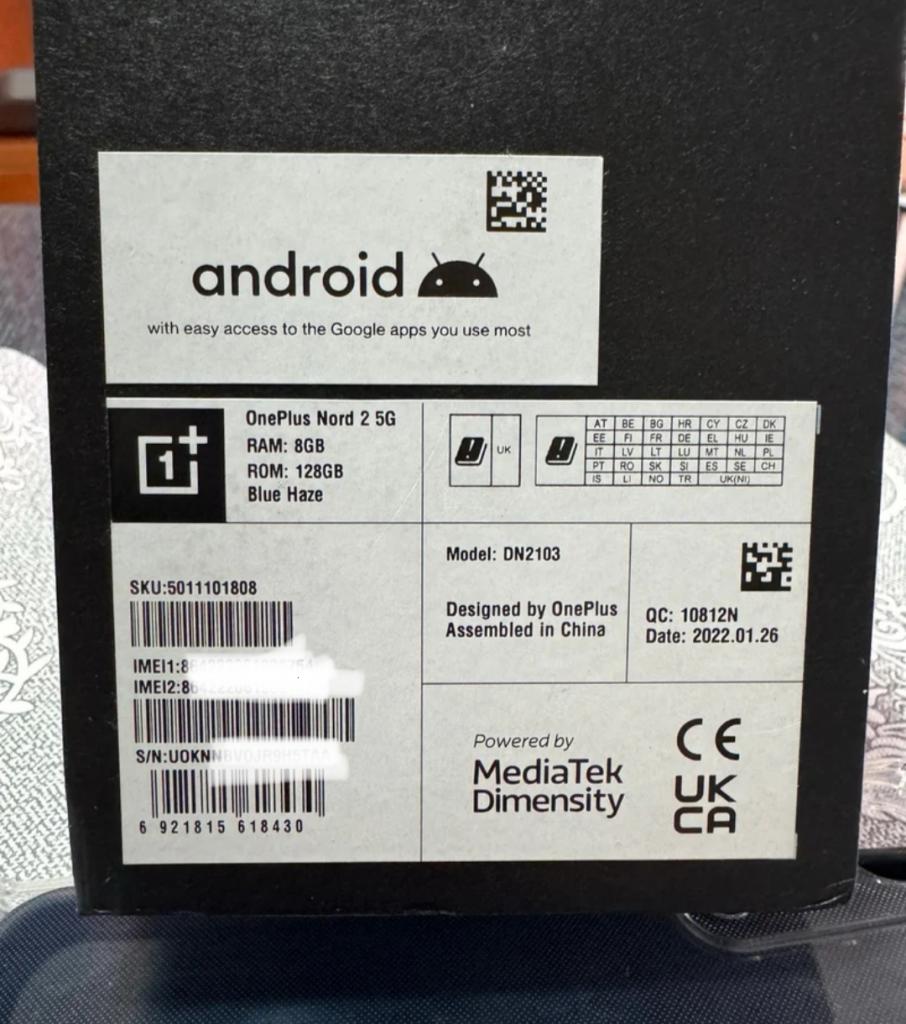 android
with easy access to the Google apps you use most
1+
OnePlus Nord 2 5G
RAM: 8GB
ROM: 128GB
Blue Haze
UK
AT BE BG HR CY CZ DK
EE FI FR DE EL HU IE
IT LV LT LU MT NL PL
PT RO SK SI ES SE CH
IS LI NO TR UK(NI)
SKU:5011101808
IMEI1:
IMEI2:
S/N:
6 921815 618430
Model: DN2103
Designed by OnePlus
Assembled in China
QC: 10812N
Date: 2022.01.26
Powered by
MediaTek
Dimensity
CE
UK
CA